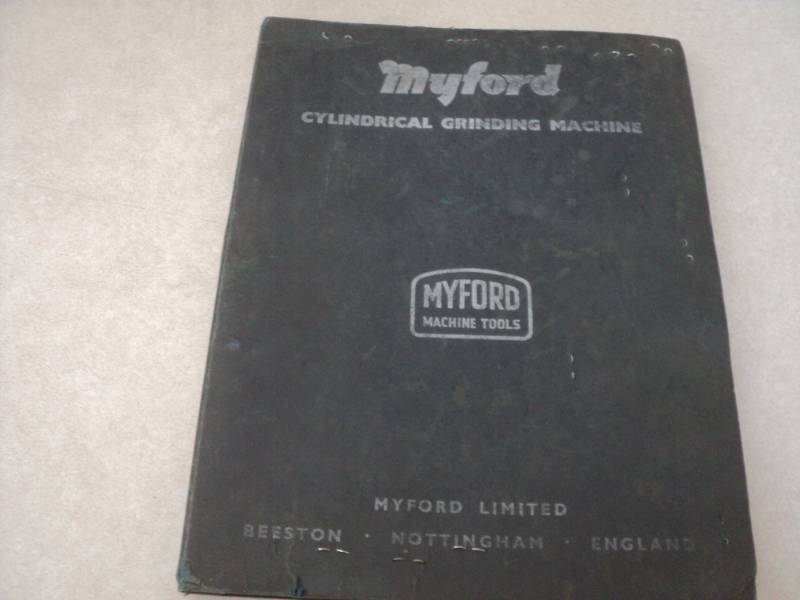 Myford
CYLINDRICAL GRINDING MACHINE
MYFORD
MACHINE TOOLS
MYFORD LIMITED
BEESTON · NOTTINGHAM · ENGLAND